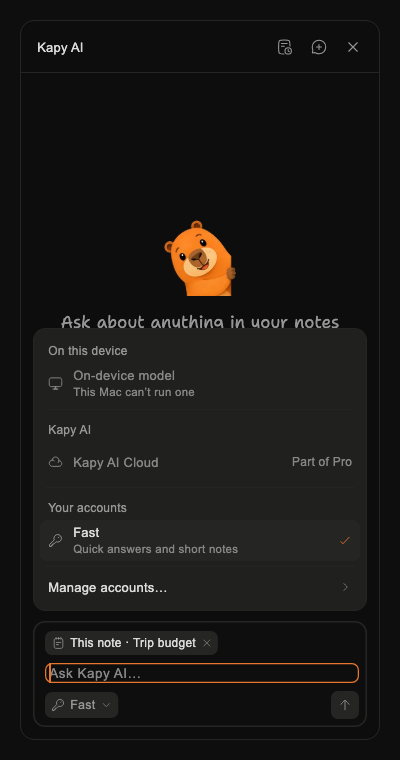 Kapy AI
Ask about anything in your notes
On this device
On-device model
This Mac can't run one
Kapy AI
Kapy AI Cloud
Part of Pro
Your accounts
Fast
Quick answers and short notes
Manage accounts…
This note · Trip budget
Ask Kapy AI…
Fast